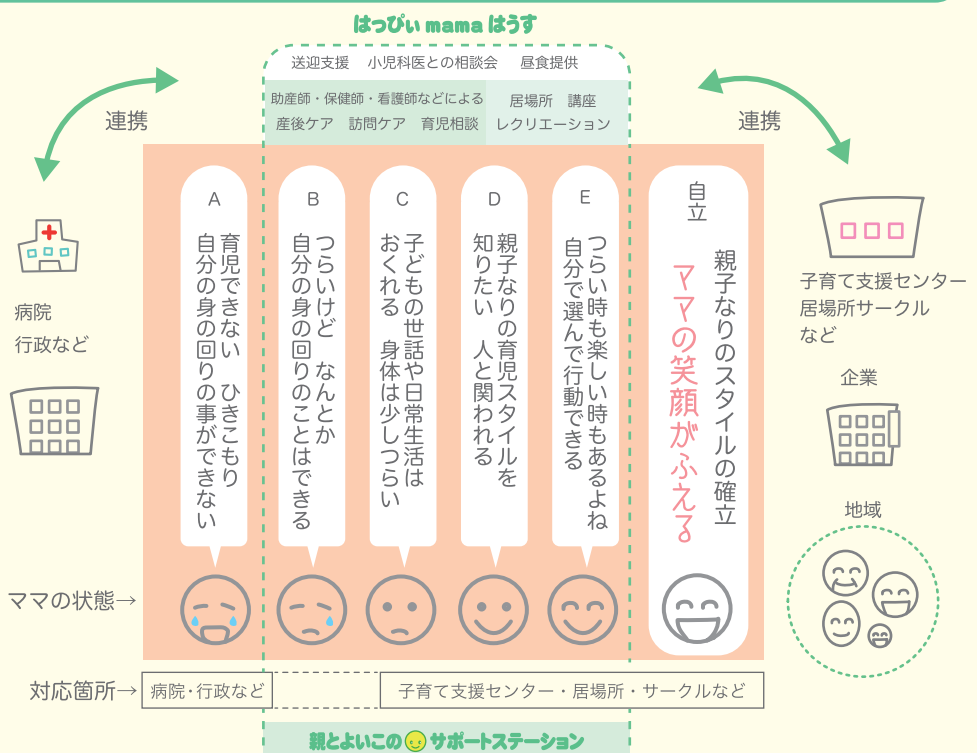 はっぴぃ mama はうす
送迎支援　小児科医との相談会　昼食提供
助産師・保健師・看護師などによる
産後ケア　訪問ケア　育児相談
居場所　講座
レクリエーション
連携
連携
A
育児できない　ひきこもり
自分の身の回りの事ができない
B
つらいけど　なんとか
自分の身の回りのことはできる
C
子どもの世話や日常生活は
おくれる　身体は少しつらい
D
親子なりの育児スタイルを
知りたい　人と関われる
E
つらい時も楽しい時もあるよね
自分で選んで行動できる
自立
親子なりのスタイルの確立
ママの笑顔がふえる
病院
行政など
子育て支援センター
居場所サークル
など
企業
地域
ママの状態→
対応箇所→
病院・行政など
子育て支援センター・居場所・サークルなど
親とよいこのサポートステーション